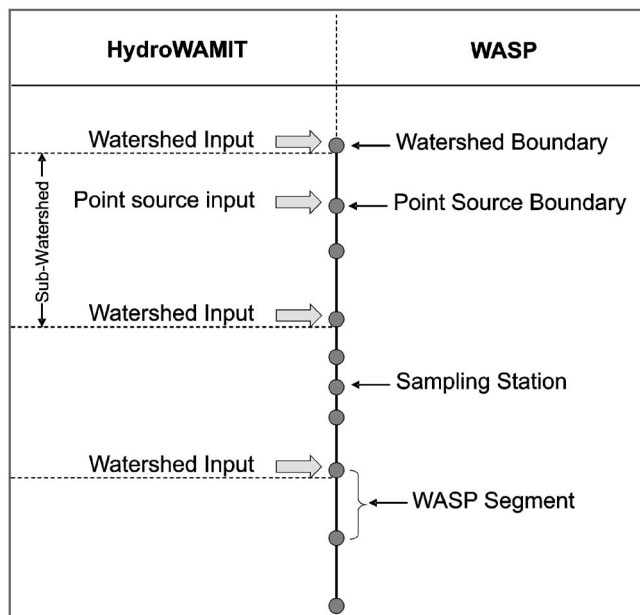 HydroWAMIT
WASP
Watershed Input
Watershed Boundary
Point source input
Point Source Boundary
Sub-Watershed
Watershed Input
Sampling Station
Watershed Input
WASP Segment